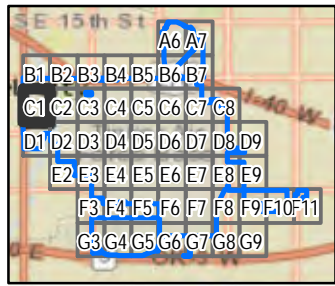 SE 15th St
A6 A7
B1 B2 B3 B4 B5 B6 B7
I-40 W
C1 C2 C3 C4 C5 C6 C7 C8
D1 D2 D3 D4 D5 D6 D7 D8 D9
E2 E3 E4 E5 E6 E7 E8 E9
F3 F4 F5 F6 F7 F8 F9 F10 F11
G3 G4 G5 G6 G7 G8 G9